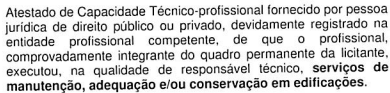 Atestado de Capacidade Técnico-profissional fornecido por pessoa
jurídica de direito público ou privado, devidamente registrado na
entidade profissional competente, de que o profissional,
comprovadamente integrante do quadro permanente da licitante,
executou, na qualidade de responsável técnico, serviços de
manutenção, adequação e/ou conservação em edificações.